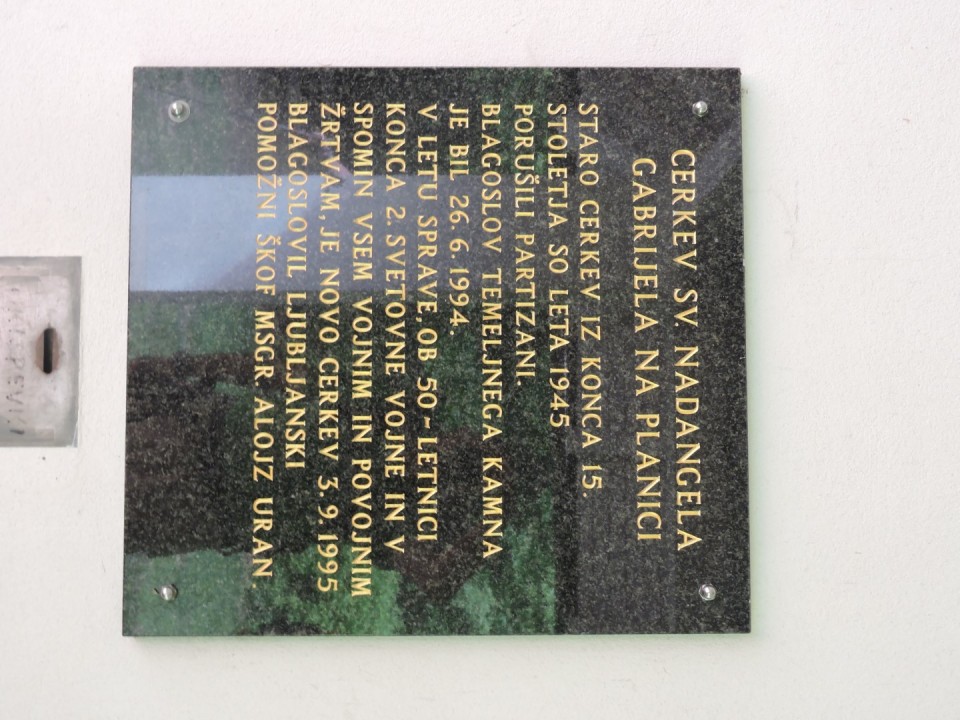 CERKEV SV. NADANGELA
GABRIJELA NA PLANICI
STARO CERKEV IZ KONCA 15.
STOLETJA SO LETA 1945
PORUŠILI PARTIZANI.
BLAGOSLOV TEMELJNEGA KAMNA
JE BIL 26.6.1994.
V LETU SPRAVE, OB 50-LETNICI
KONCA 2. SVETOVNE VOJNE IN V
SPOMIN VSEM VOJNIM IN POVOJNIM
ŽRTVAM, JE NOVO CERKEV 3.9.1995
BLAGOSLOVIL LJUBLJANSKI
POMOŽNI ŠKOF MSGR. ALOJZ URAN.